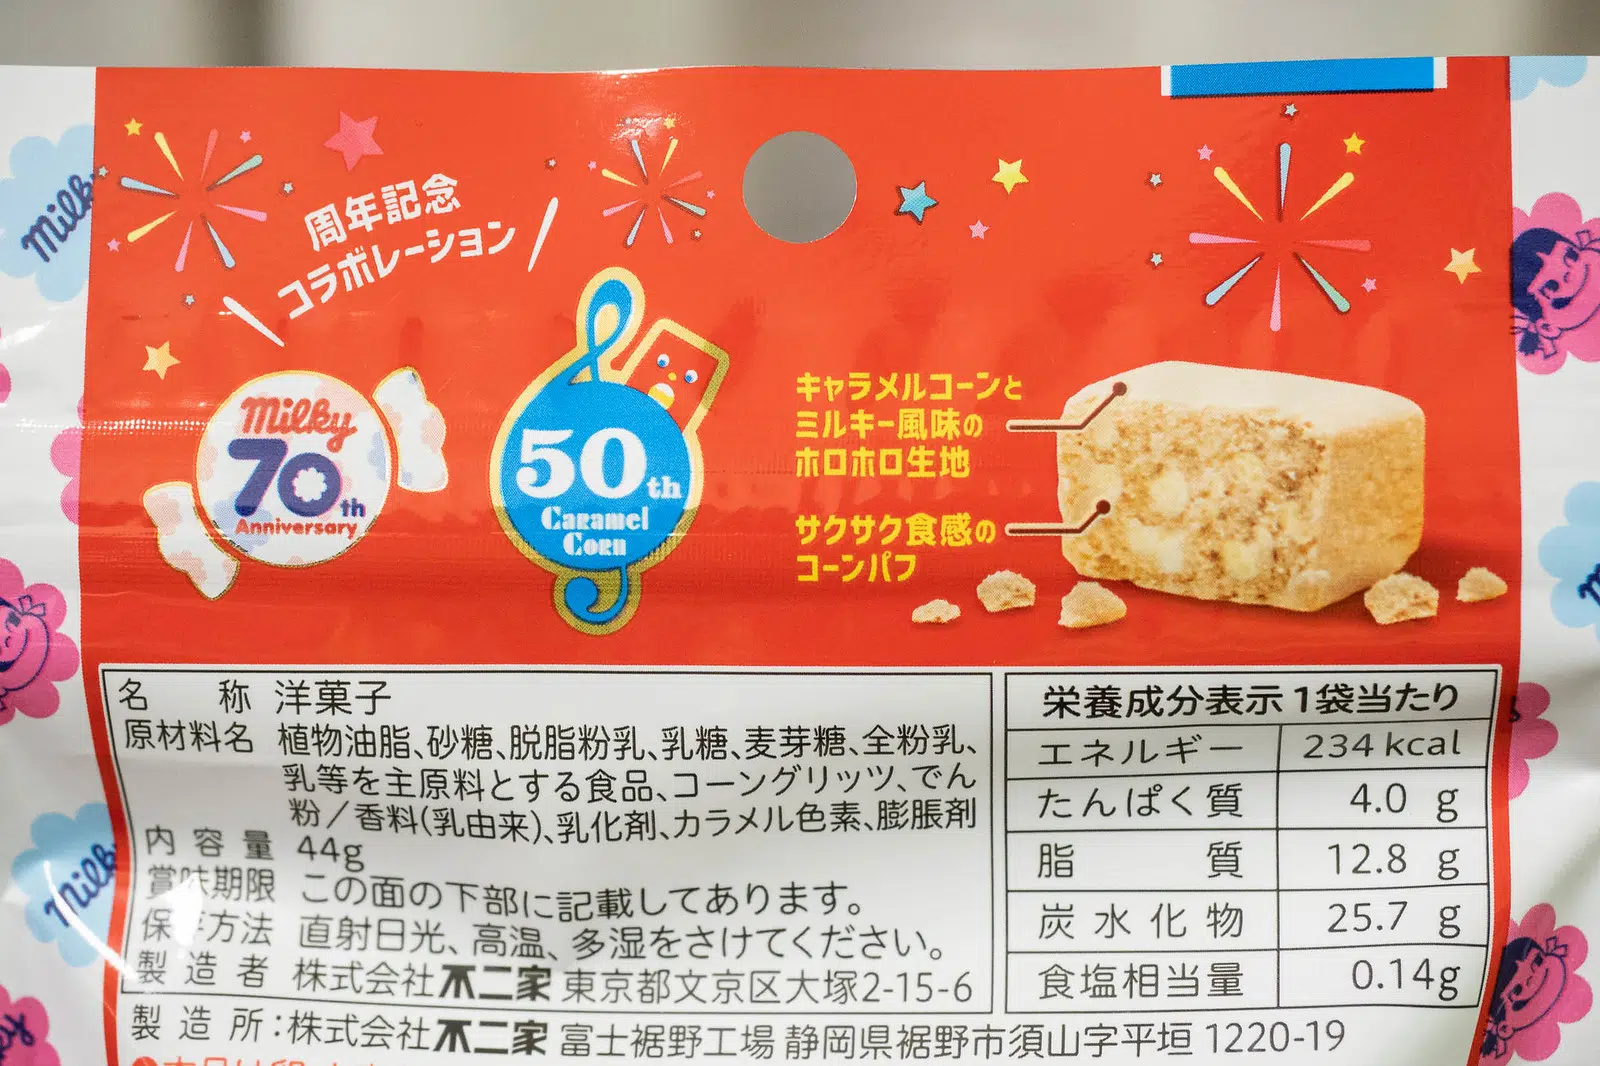 周年記念
コラボレーション
Milky
70th
Anniversary
50th
Caramel
Corn
キャラメルコーンと
ミルキー風味の
ホロホロ生地
サクサク食感の
コーンパフ
名称 洋菓子
原材料名 植物油脂、砂糖、脱脂粉乳、乳糖、麦芽糖、全粉乳、
乳等を主原料とする食品、コーングリッツ、でん
粉／香料(乳由来)、乳化剤、カラメル色素、膨脹剤
内容量 44g
賞味期限 この面の下部に記載してあります。
保存方法 直射日光、高温、多湿をさけてください。
製造者 株式会社不二家 東京都文京区大塚2-15-6
製造所：株式会社不二家 富士裾野工場 静岡県裾野市須山字平垣1220-19
栄養成分表示 1袋当たり
エネルギー 234 kcal
たんぱく質 4.0 g
脂質 12.8 g
炭水化物 25.7 g
食塩相当量 0.14g
Milky
Milky